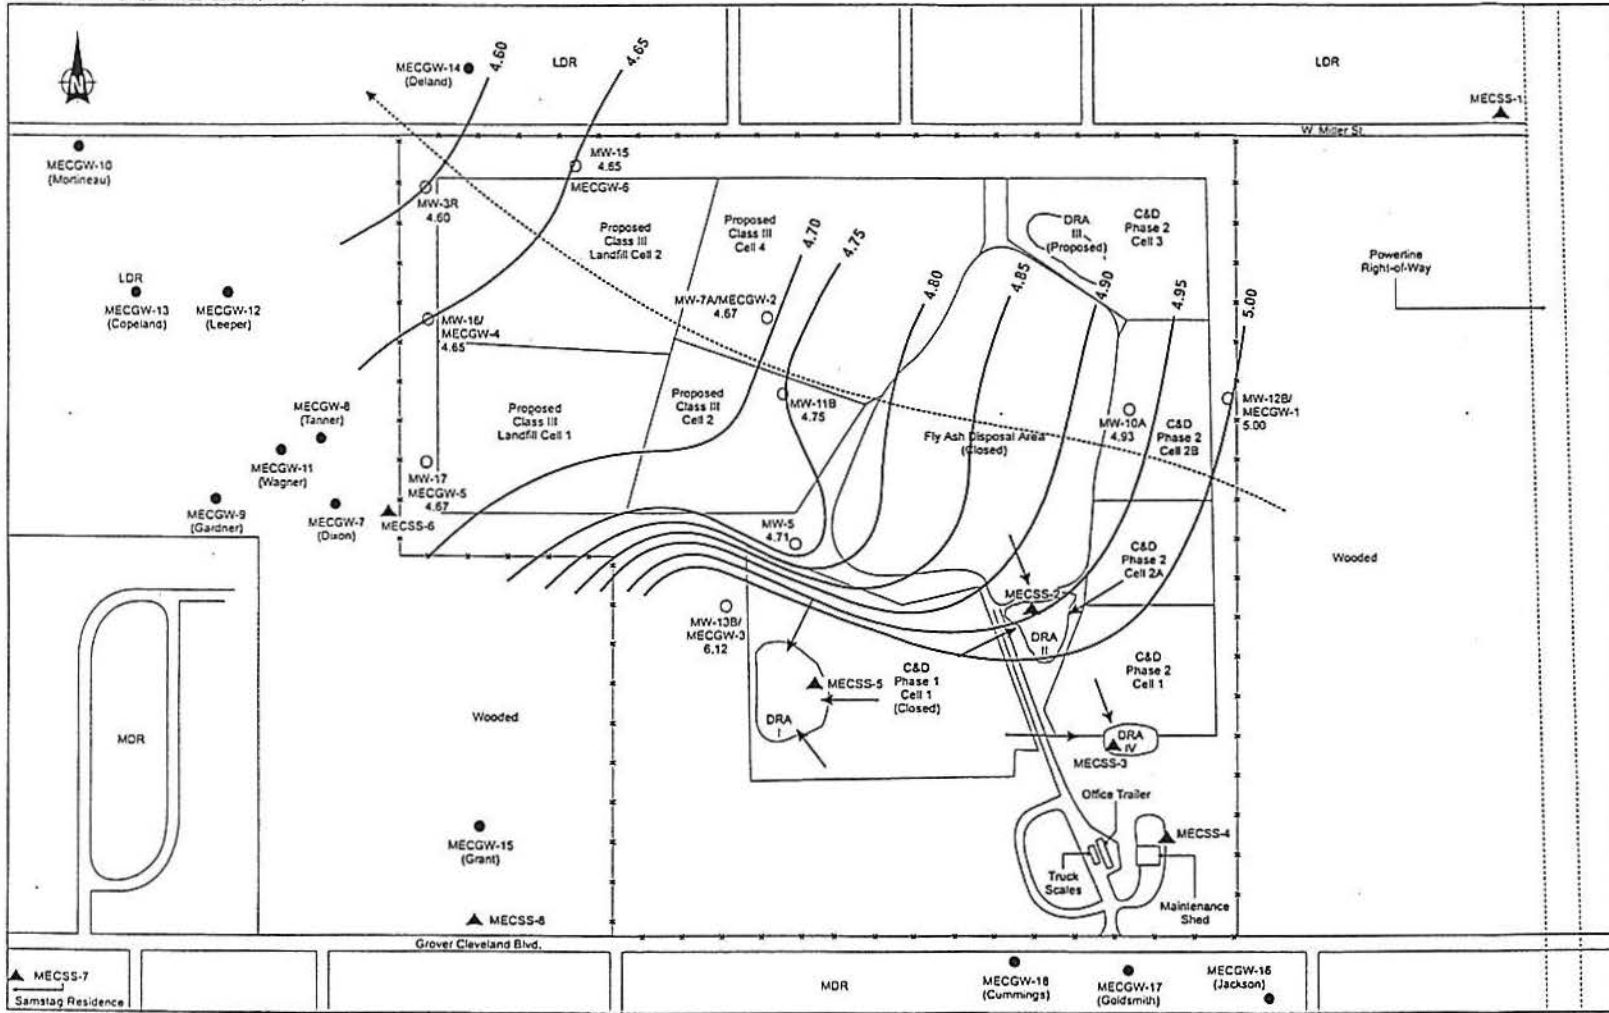 N
MECGW-14
(Deland)
4.60
4.65
LDR
LDR
MECSS-1
W. Miller St.
MECGW-10
(Mortineau)
MW-15
4.65
MECGW-6
MW-3R
4.60
Proposed
Class III
Landfill Cell 2
Proposed
Class III
Cell 4
4.70
4.75
4.80
4.85
4.90
4.95
5.00
DRA
III
(Proposed)
C&D
Phase 2
Cell 3
Powerline
Right-of-Way
LDR
MECGW-13
(Copeland)
MECGW-12
(Leeper)
MW-16/
MECGW-4
4.65
MW-7A/MECGW-2
4.67
MECGW-8
(Tanner)
MECGW-11
(Wagner)
MECGW-9
(Gardner)
MECGW-7
(Dixon)
MECSS-6
MW-17
MECGW-5
4.67
Proposed
Class III
Landfill Cell 1
Proposed
Class III
Cell 2
MW-11B
4.75
Fly Ash Disposal Area
(Closed)
MW-10A
4.93
C&D
Phase 2
Cell 2B
MW-12B/
MECGW-1
5.00
MW-5
4.71
C&D
Phase 2
Cell 2A
Wooded
MECSS-2
DRA
II
MW-13B/
MECGW-3
6.12
MECSS-5
DRA
I
C&D
Phase 1
Cell 1
(Closed)
C&D
Phase 2
Cell 1
DRA
IV
MECSS-3
MDR
Wooded
Office Trailer
MECSS-4
Truck
Scales
Maintenance
Shed
MECGW-15
(Grant)
MECSS-8
Grover Cleveland Blvd.
MECSS-7
Samstag Residence
MDR
MECGW-18
(Cummings)
MECGW-17
(Goldsmith)
MECGW-16
(Jackson)